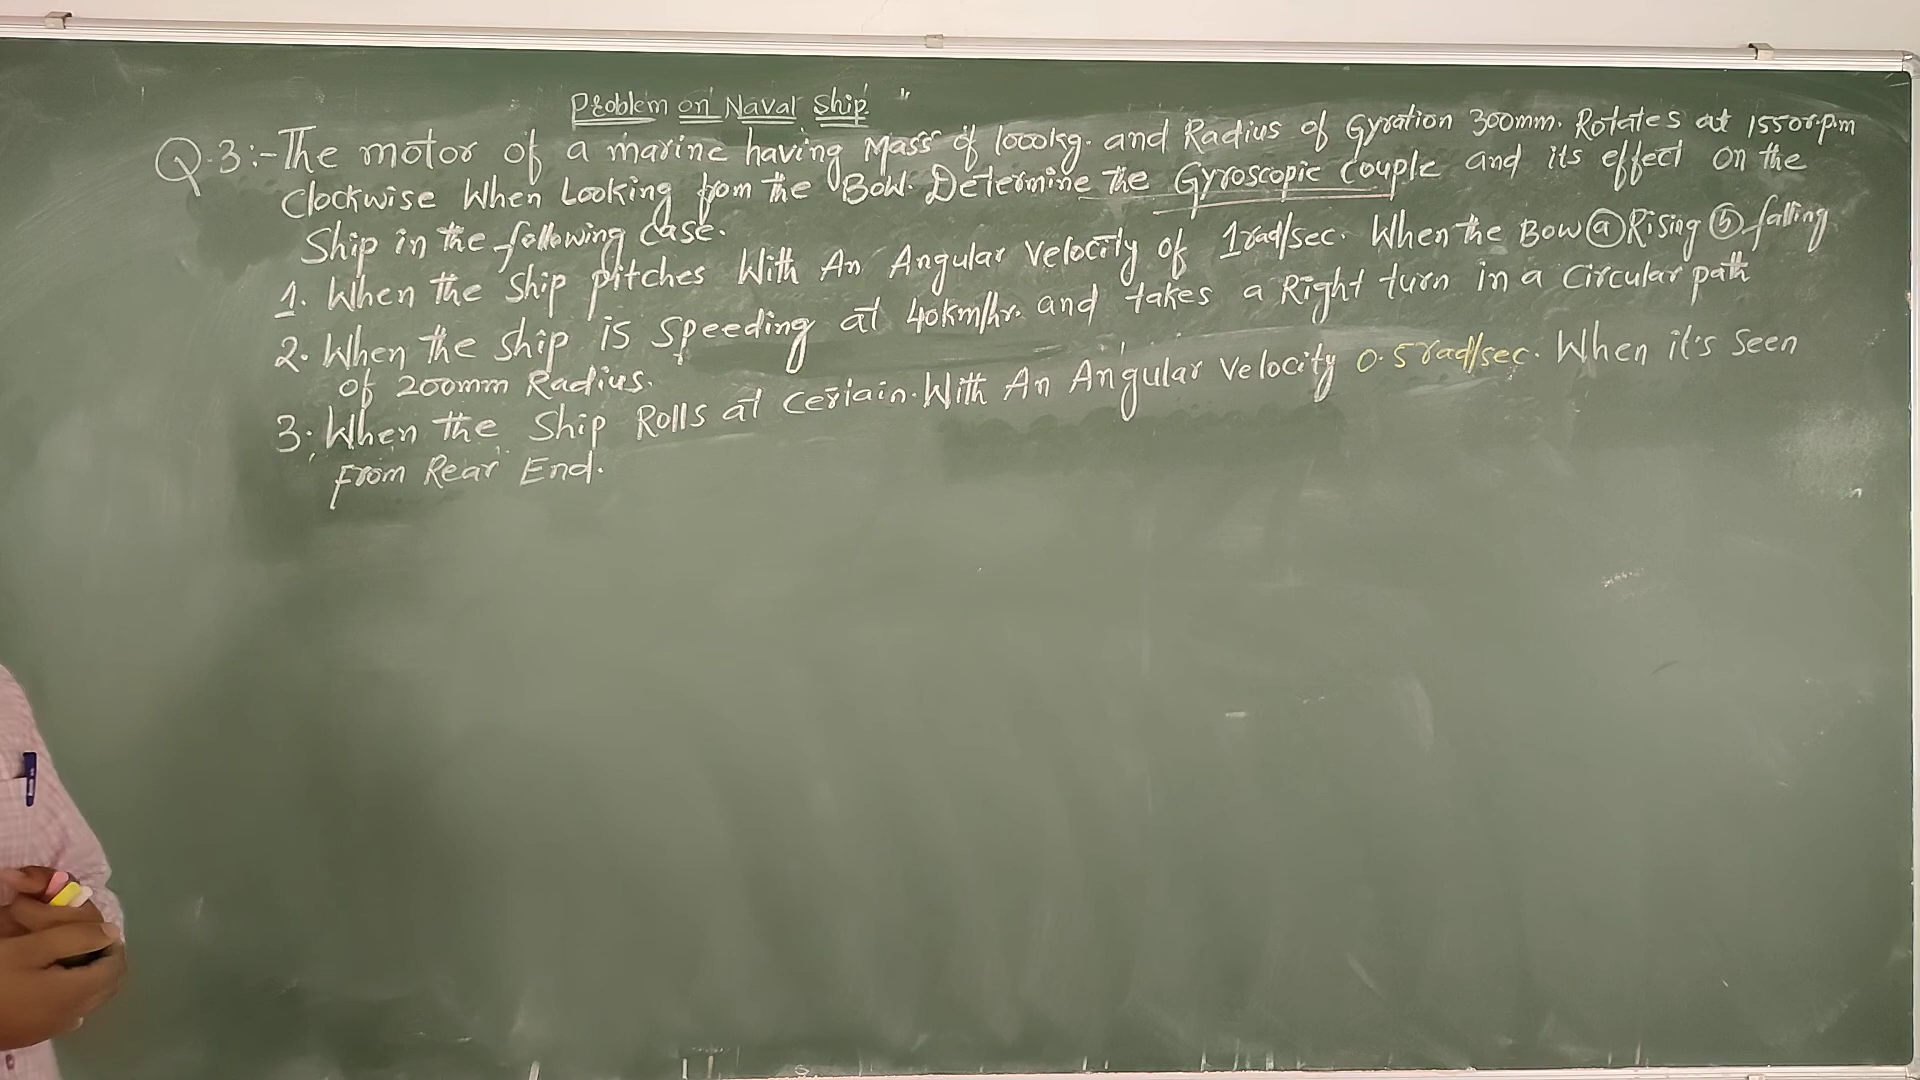 Problem on Naval Ship "
Q.3:- The motor of a marine having Mass of 1000kg. and Radius of Gyration 300mm. Rotates at 1550r.p.m
Clockwise When Looking from the Bow. Determine the Gyroscopic Couple and its effect on the
Ship in the following Case.
1. When the Ship pitches With An Angular Velocity of 1rad/sec. When the Bow ⓐ Rising ⓑ falling
2. When the ship is Speeding at 40km/hr. and takes a Right turn in a Circular path
of 200mm Radius.
3. When the Ship Rolls at Certain. With An Angular Velocity 0.5rad/sec. When it's Seen
From Rear End.